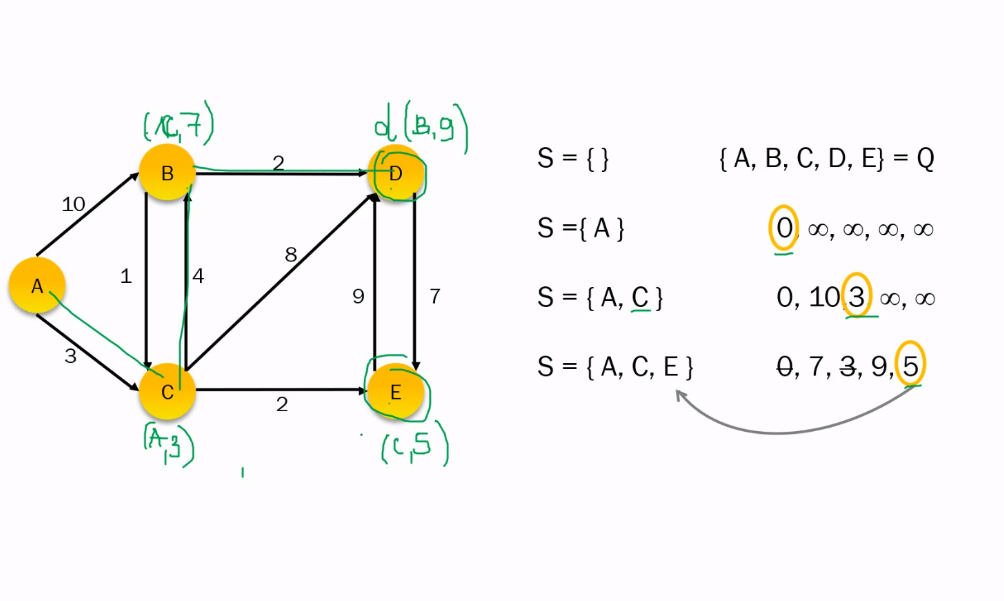 (C,7)
d(B,9)
B
2
D
10
1
4
8
9
7
A
3
C
2
E
(A,3)
(C,5)
S = { } { A, B, C, D, E} = Q
S ={ A } 0, ∞, ∞, ∞, ∞
S = { A, C } 0, 10, 3, ∞, ∞
S = { A, C, E } 0, 7, 3, 9, 5